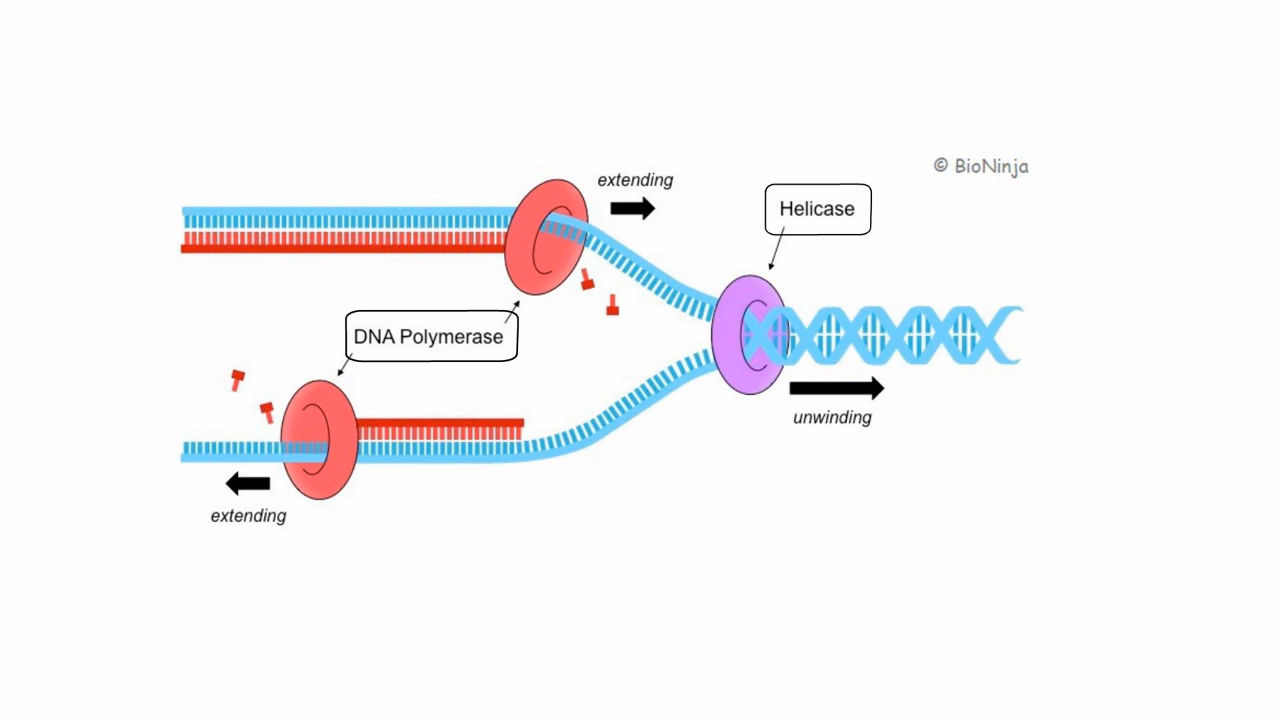 © BioNinja
extending
Helicase
DNA Polymerase
unwinding
extending